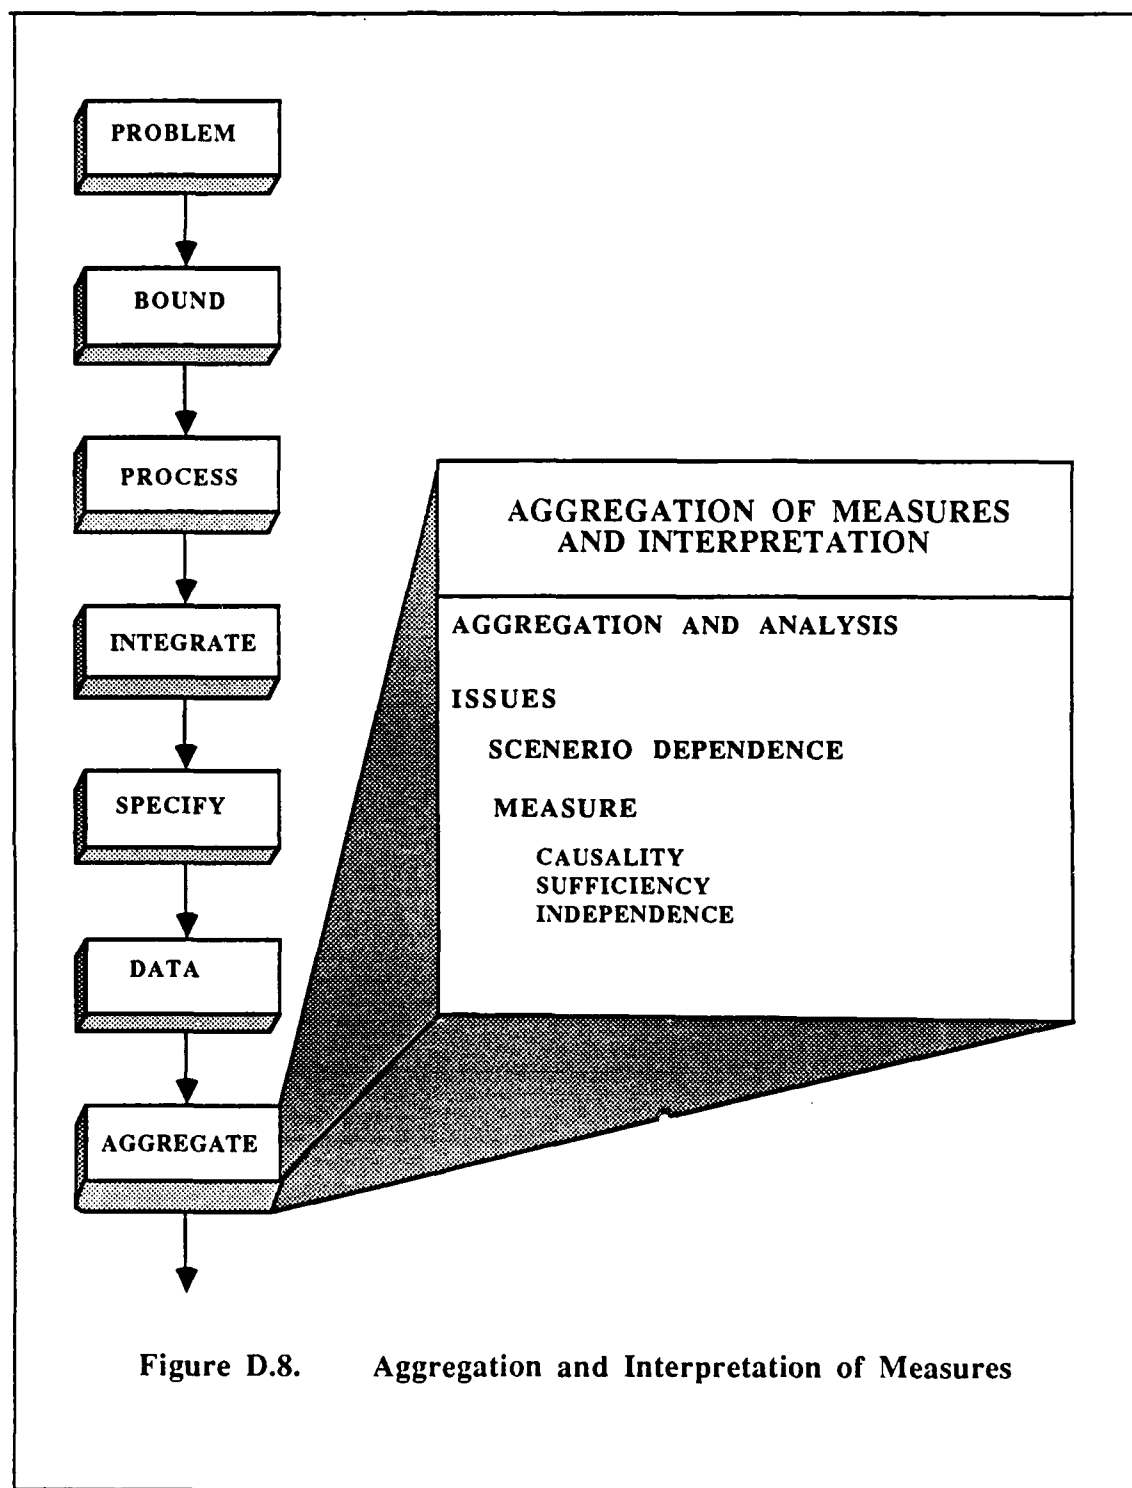 PROBLEM
BOUND
PROCESS
INTEGRATE
SPECIFY
DATA
AGGREGATE
AGGREGATION OF MEASURES
AND INTERPRETATION
AGGREGATION AND ANALYSIS
ISSUES
SCENERIO DEPENDENCE
MEASURE
CAUSALITY
SUFFICIENCY
INDEPENDENCE
Figure D.8. Aggregation and Interpretation of Measures